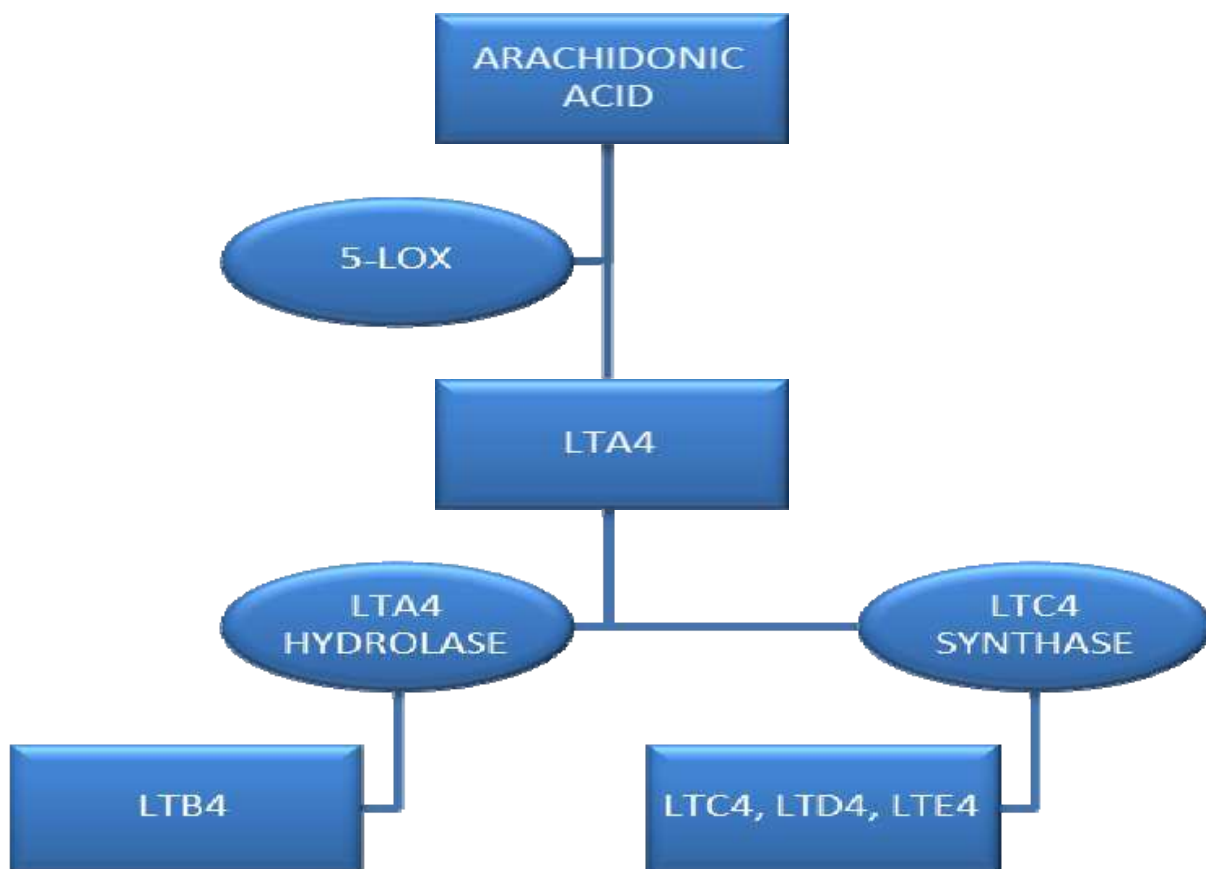 ARACHIDONIC
ACID
5-LOX
LTA4
LTA4
HYDROLASE
LTC4
SYNTHASE
LTB4
LTC4, LTD4, LTE4